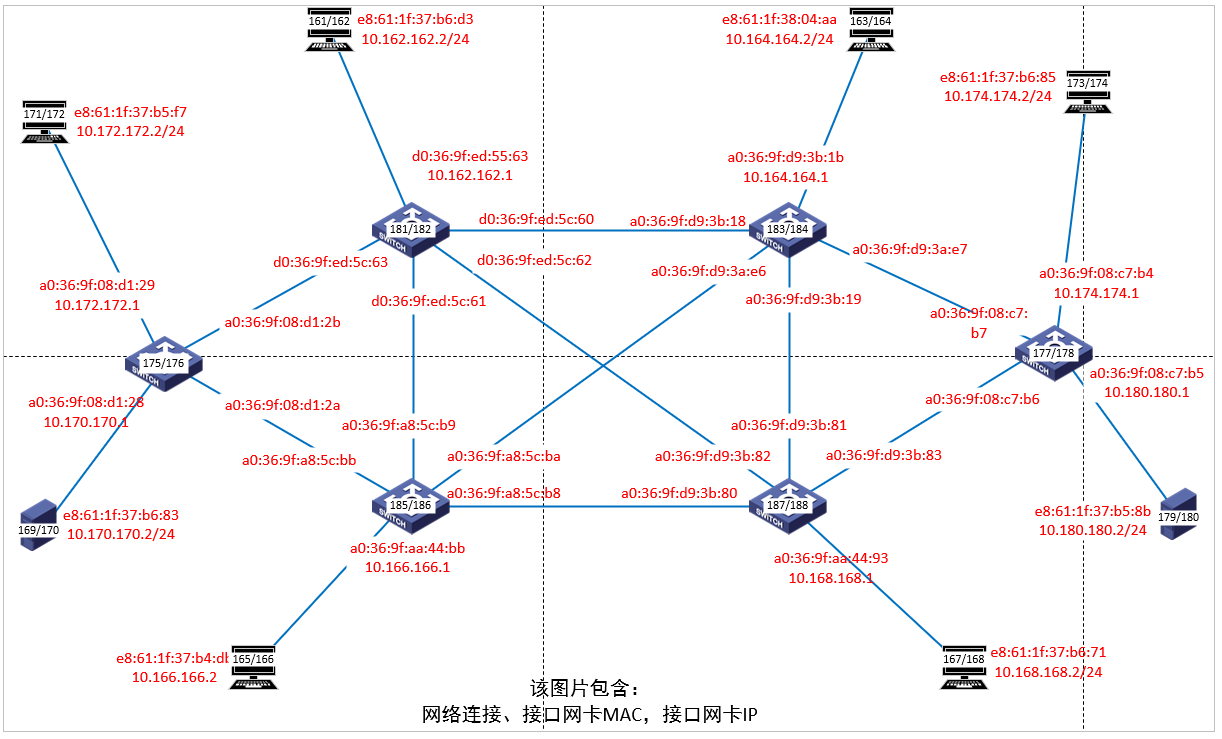 161/162
e8:61:1f:37:b6:d3
10.162.162.2/24
e8:61:1f:38:04:aa
10.164.164.2/24
163/164
e8:61:1f:37:b6:85
10.174.174.2/24
173/174
171/172
e8:61:1f:37:b5:f7
10.172.172.2/24
d0:36:9f:ed:55:63
10.162.162.1
a0:36:9f:d9:3b:1b
10.164.164.1
181/182
SWITCH
d0:36:9f:ed:5c:60
a0:36:9f:d9:3b:18
183/184
SWITCH
d0:36:9f:ed:5c:63
d0:36:9f:ed:5c:62
a0:36:9f:d9:3a:e6
a0:36:9f:d9:3a:e7
a0:36:9f:08:d1:29
10.172.172.1
d0:36:9f:ed:5c:61
a0:36:9f:d9:3b:19
a0:36:9f:08:c7:b4
10.174.174.1
a0:36:9f:08:d1:2b
a0:36:9f:08:c7:
b7
175/176
SWITCH
177/178
SWITCH
a0:36:9f:08:d1:28
10.170.170.1
a0:36:9f:08:d1:2a
a0:36:9f:08:c7:b6
a0:36:9f:08:c7:b5
10.180.180.1
a0:36:9f:a8:5c:b9
a0:36:9f:d9:3b:81
a0:36:9f:a8:5c:bb
a0:36:9f:a8:5c:ba
a0:36:9f:d9:3b:82
a0:36:9f:d9:3b:83
185/186
SWITCH
a0:36:9f:a8:5c:b8
a0:36:9f:d9:3b:80
187/188
SWITCH
169/170
e8:61:1f:37:b6:83
10.170.170.2/24
e8:61:1f:37:b5:8b
10.180.180.2/24
179/180
a0:36:9f:aa:44:bb
10.166.166.1
a0:36:9f:aa:44:93
10.168.168.1
e8:61:1f:37:b4:db
10.166.166.2
165/166
167/168
e8:61:1f:37:b6:71
10.168.168.2/24
该图片包含：
网络连接、接口网卡MAC，接口网卡IP